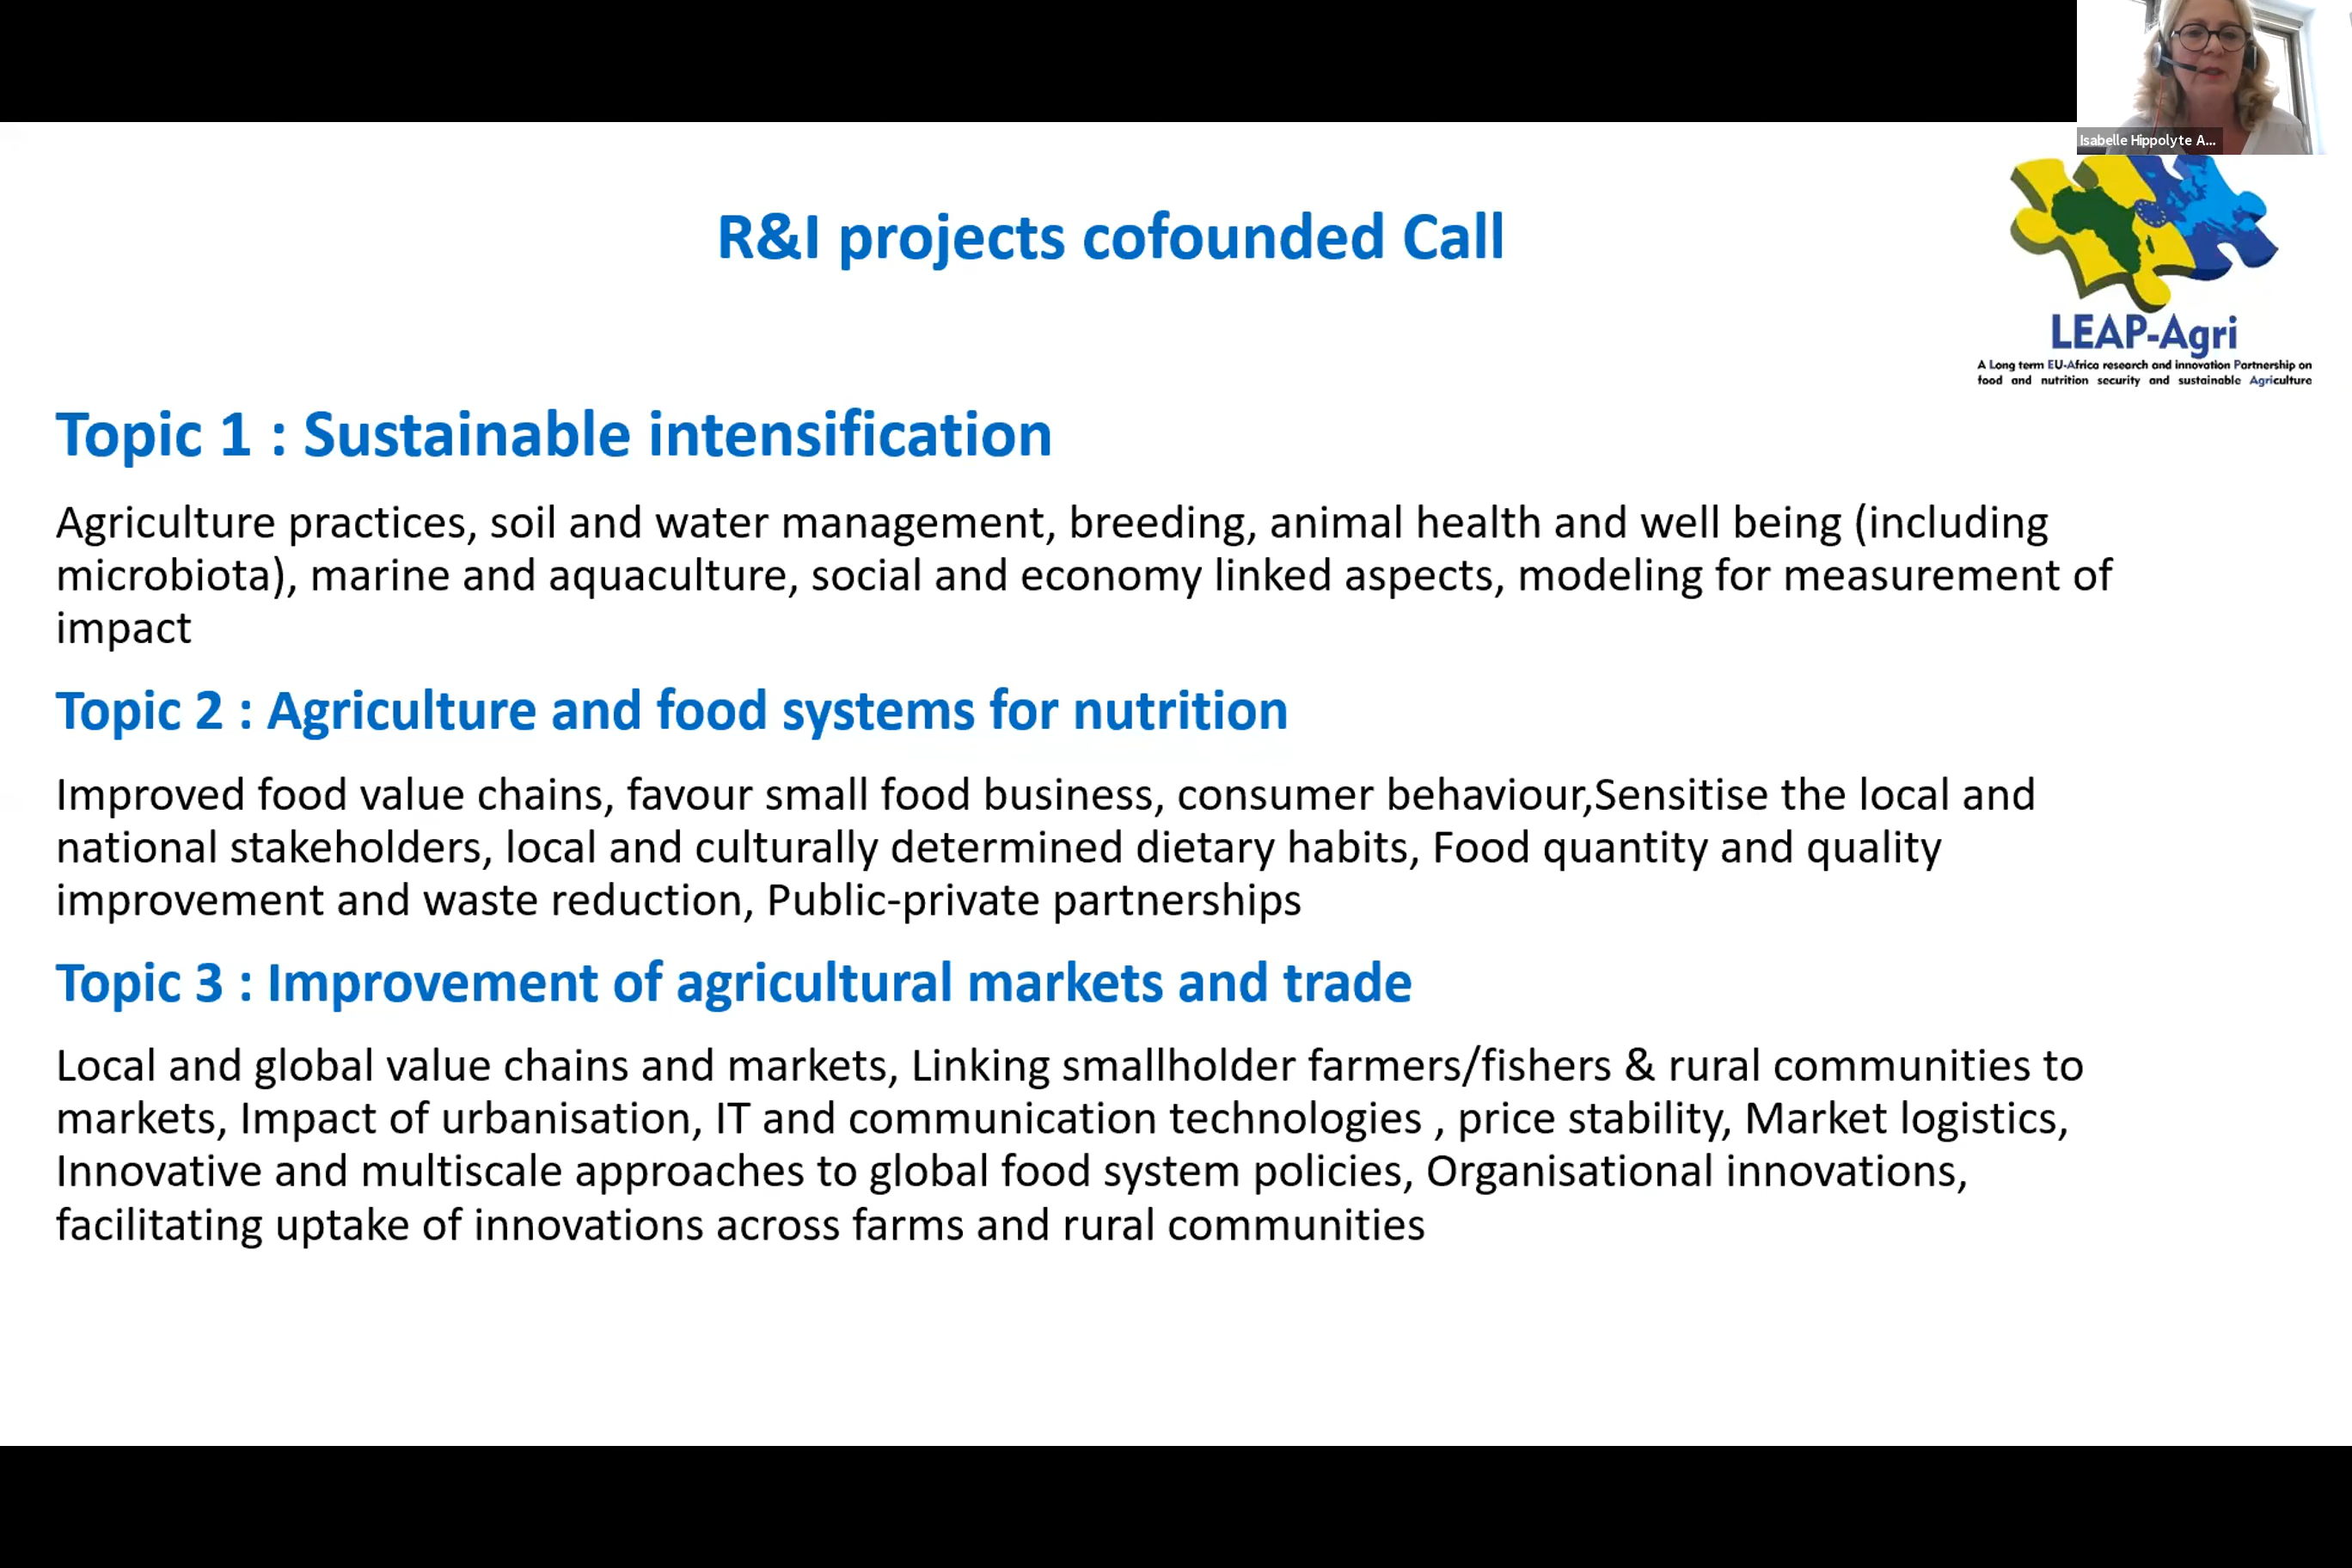 Isabelle Hippolyte A...
R&I projects cofounded Call
LEAP-Agri
A Long term EU-Africa research and innovation Partnership on
food and nutrition security and sustainable Agriculture
Topic 1 : Sustainable intensification
Agriculture practices, soil and water management, breeding, animal health and well being (including
microbiota), marine and aquaculture, social and economy linked aspects, modeling for measurement of
impact
Topic 2 : Agriculture and food systems for nutrition
Improved food value chains, favour small food business, consumer behaviour,Sensitise the local and
national stakeholders, local and culturally determined dietary habits, Food quantity and quality
improvement and waste reduction, Public-private partnerships
Topic 3 : Improvement of agricultural markets and trade
Local and global value chains and markets, Linking smallholder farmers/fishers & rural communities to
markets, Impact of urbanisation, IT and communication technologies , price stability, Market logistics,
Innovative and multiscale approaches to global food system policies, Organisational innovations,
facilitating uptake of innovations across farms and rural communities